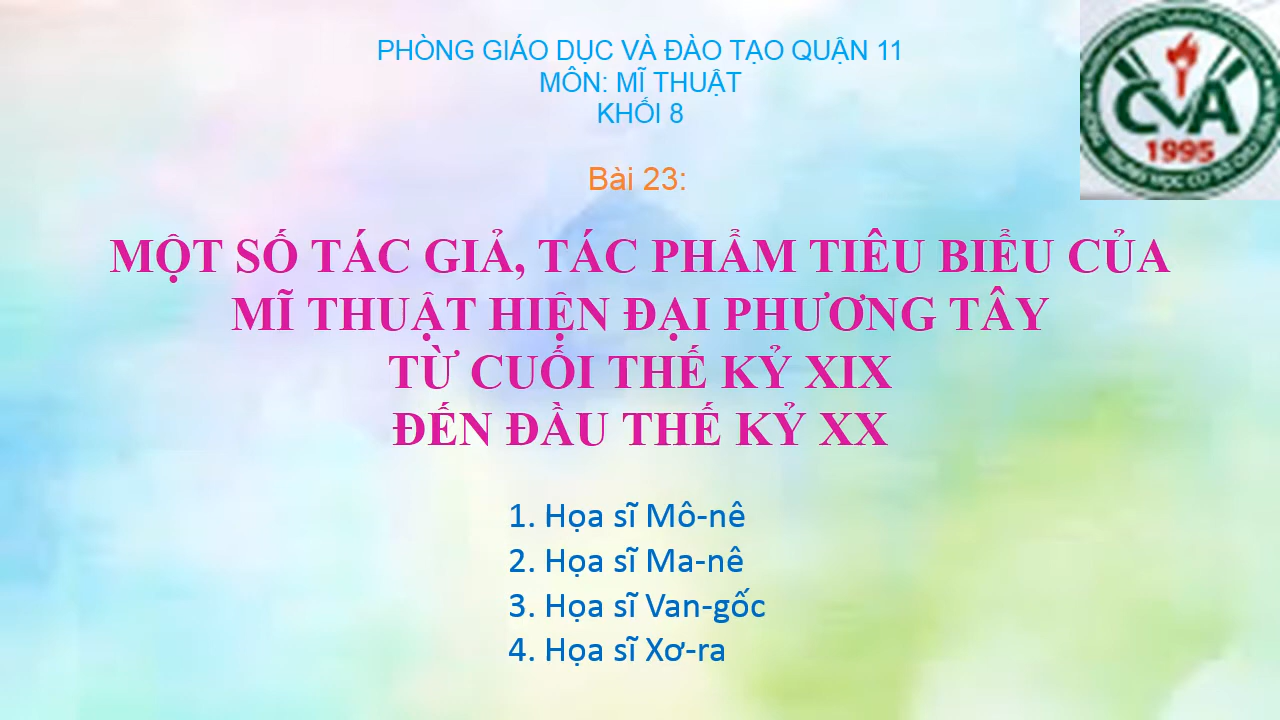 PHÒNG GIÁO DỤC VÀ ĐÀO TẠO QUẬN 11
MÔN: MĨ THUẬT
KHỐI 8
CVA
1995
Bài 23:
MỘT SỐ TÁC GIẢ, TÁC PHẨM TIÊU BIỂU CỦA
MĨ THUẬT HIỆN ĐẠI PHƯƠNG TÂY
TỪ CUỐI THẾ KỶ XIX
ĐẾN ĐẦU THẾ KỶ XX
1. Họa sĩ Mô-nê
2. Họa sĩ Ma-nê
3. Họa sĩ Van-gốc
4. Họa sĩ Xơ-ra